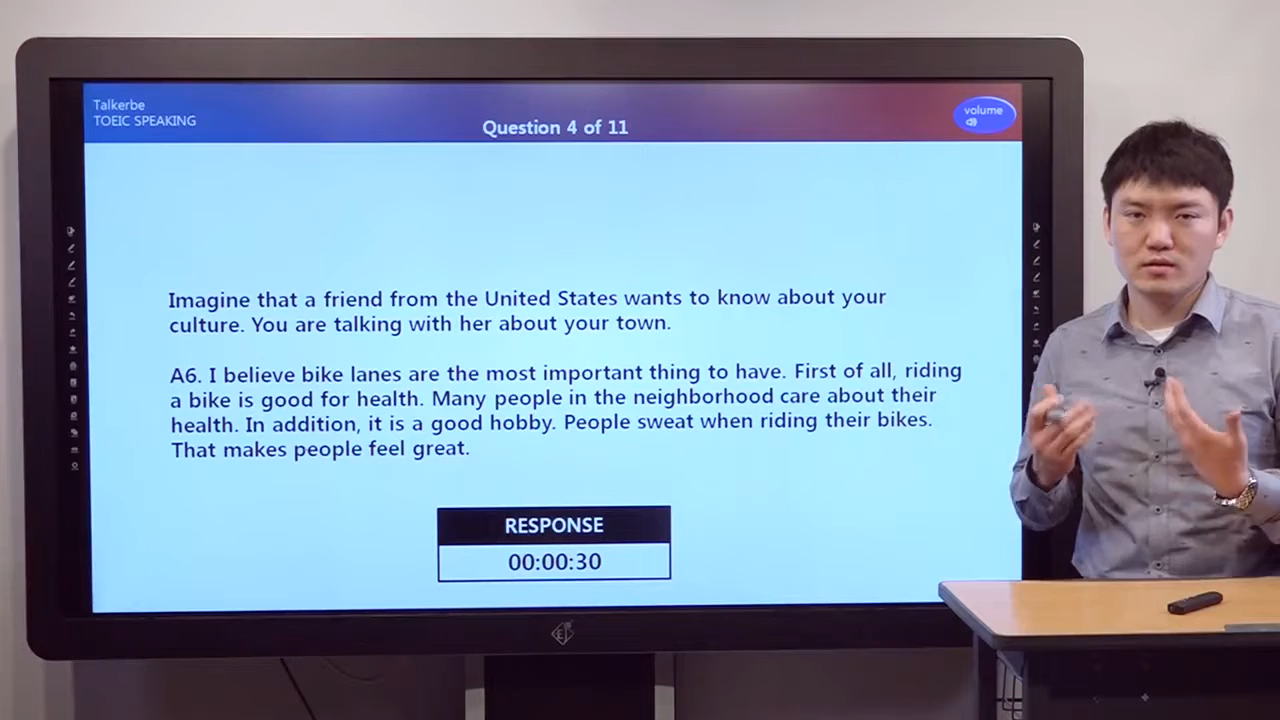 Talkerbe
TOEIC SPEAKING
volume
Question 4 of 11
Imagine that a friend from the United States wants to know about your
culture. You are talking with her about your town.
A6. I believe bike lanes are the most important thing to have. First of all, riding
a bike is good for health. Many people in the neighborhood care about their
health. In addition, it is a good hobby. People sweat when riding their bikes.
That makes people feel great.
RESPONSE
00:00:30